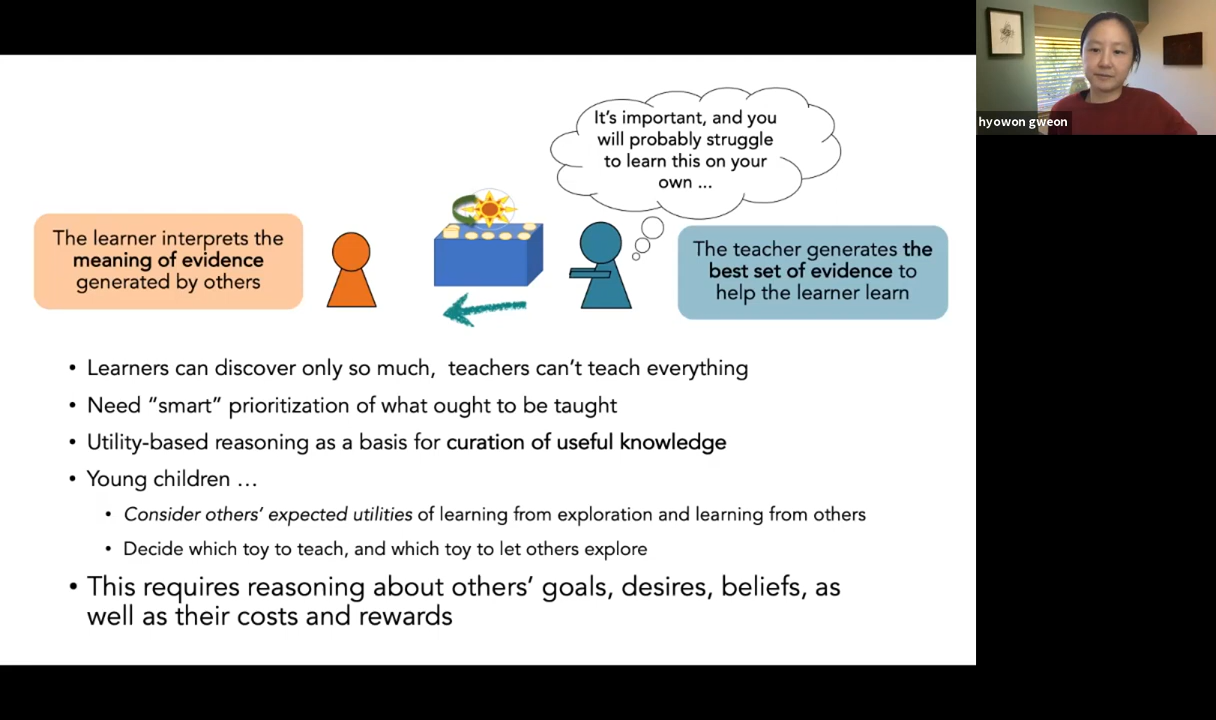 hyowon gweon
It's important, and you
will probably struggle
to learn this on your
own ...
The learner interprets the
meaning of evidence
generated by others
The teacher generates the
best set of evidence to
help the learner learn
• Learners can discover only so much, teachers can't teach everything
• Need “smart” prioritization of what ought to be taught
• Utility-based reasoning as a basis for curation of useful knowledge
• Young children …
• Consider others' expected utilities of learning from exploration and learning from others
• Decide which toy to teach, and which toy to let others explore
• This requires reasoning about others' goals, desires, beliefs, as
well as their costs and rewards